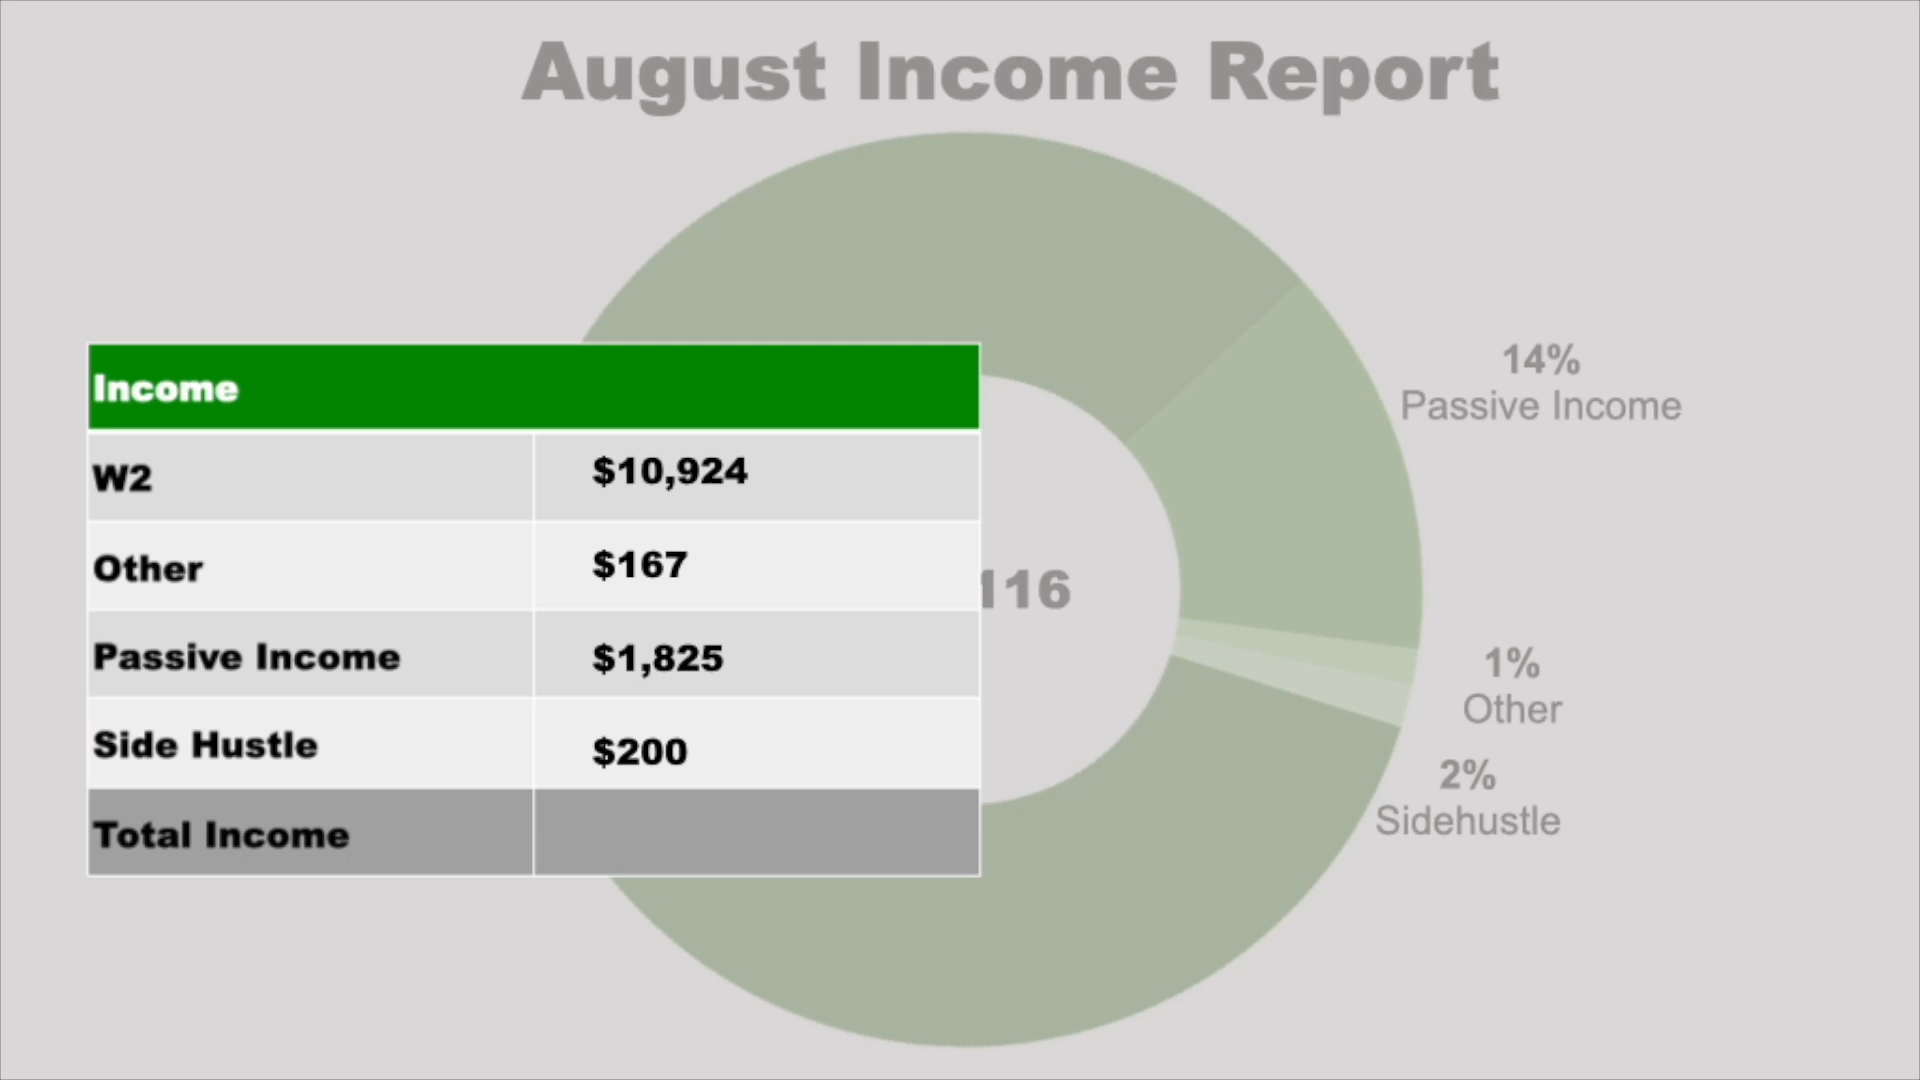 August Income Report
Income
W2 $10,924
Other $167
Passive Income $1,825
Side Hustle $200
Total Income
116
14%
Passive Income
1%
Other
2%
Sidehustle